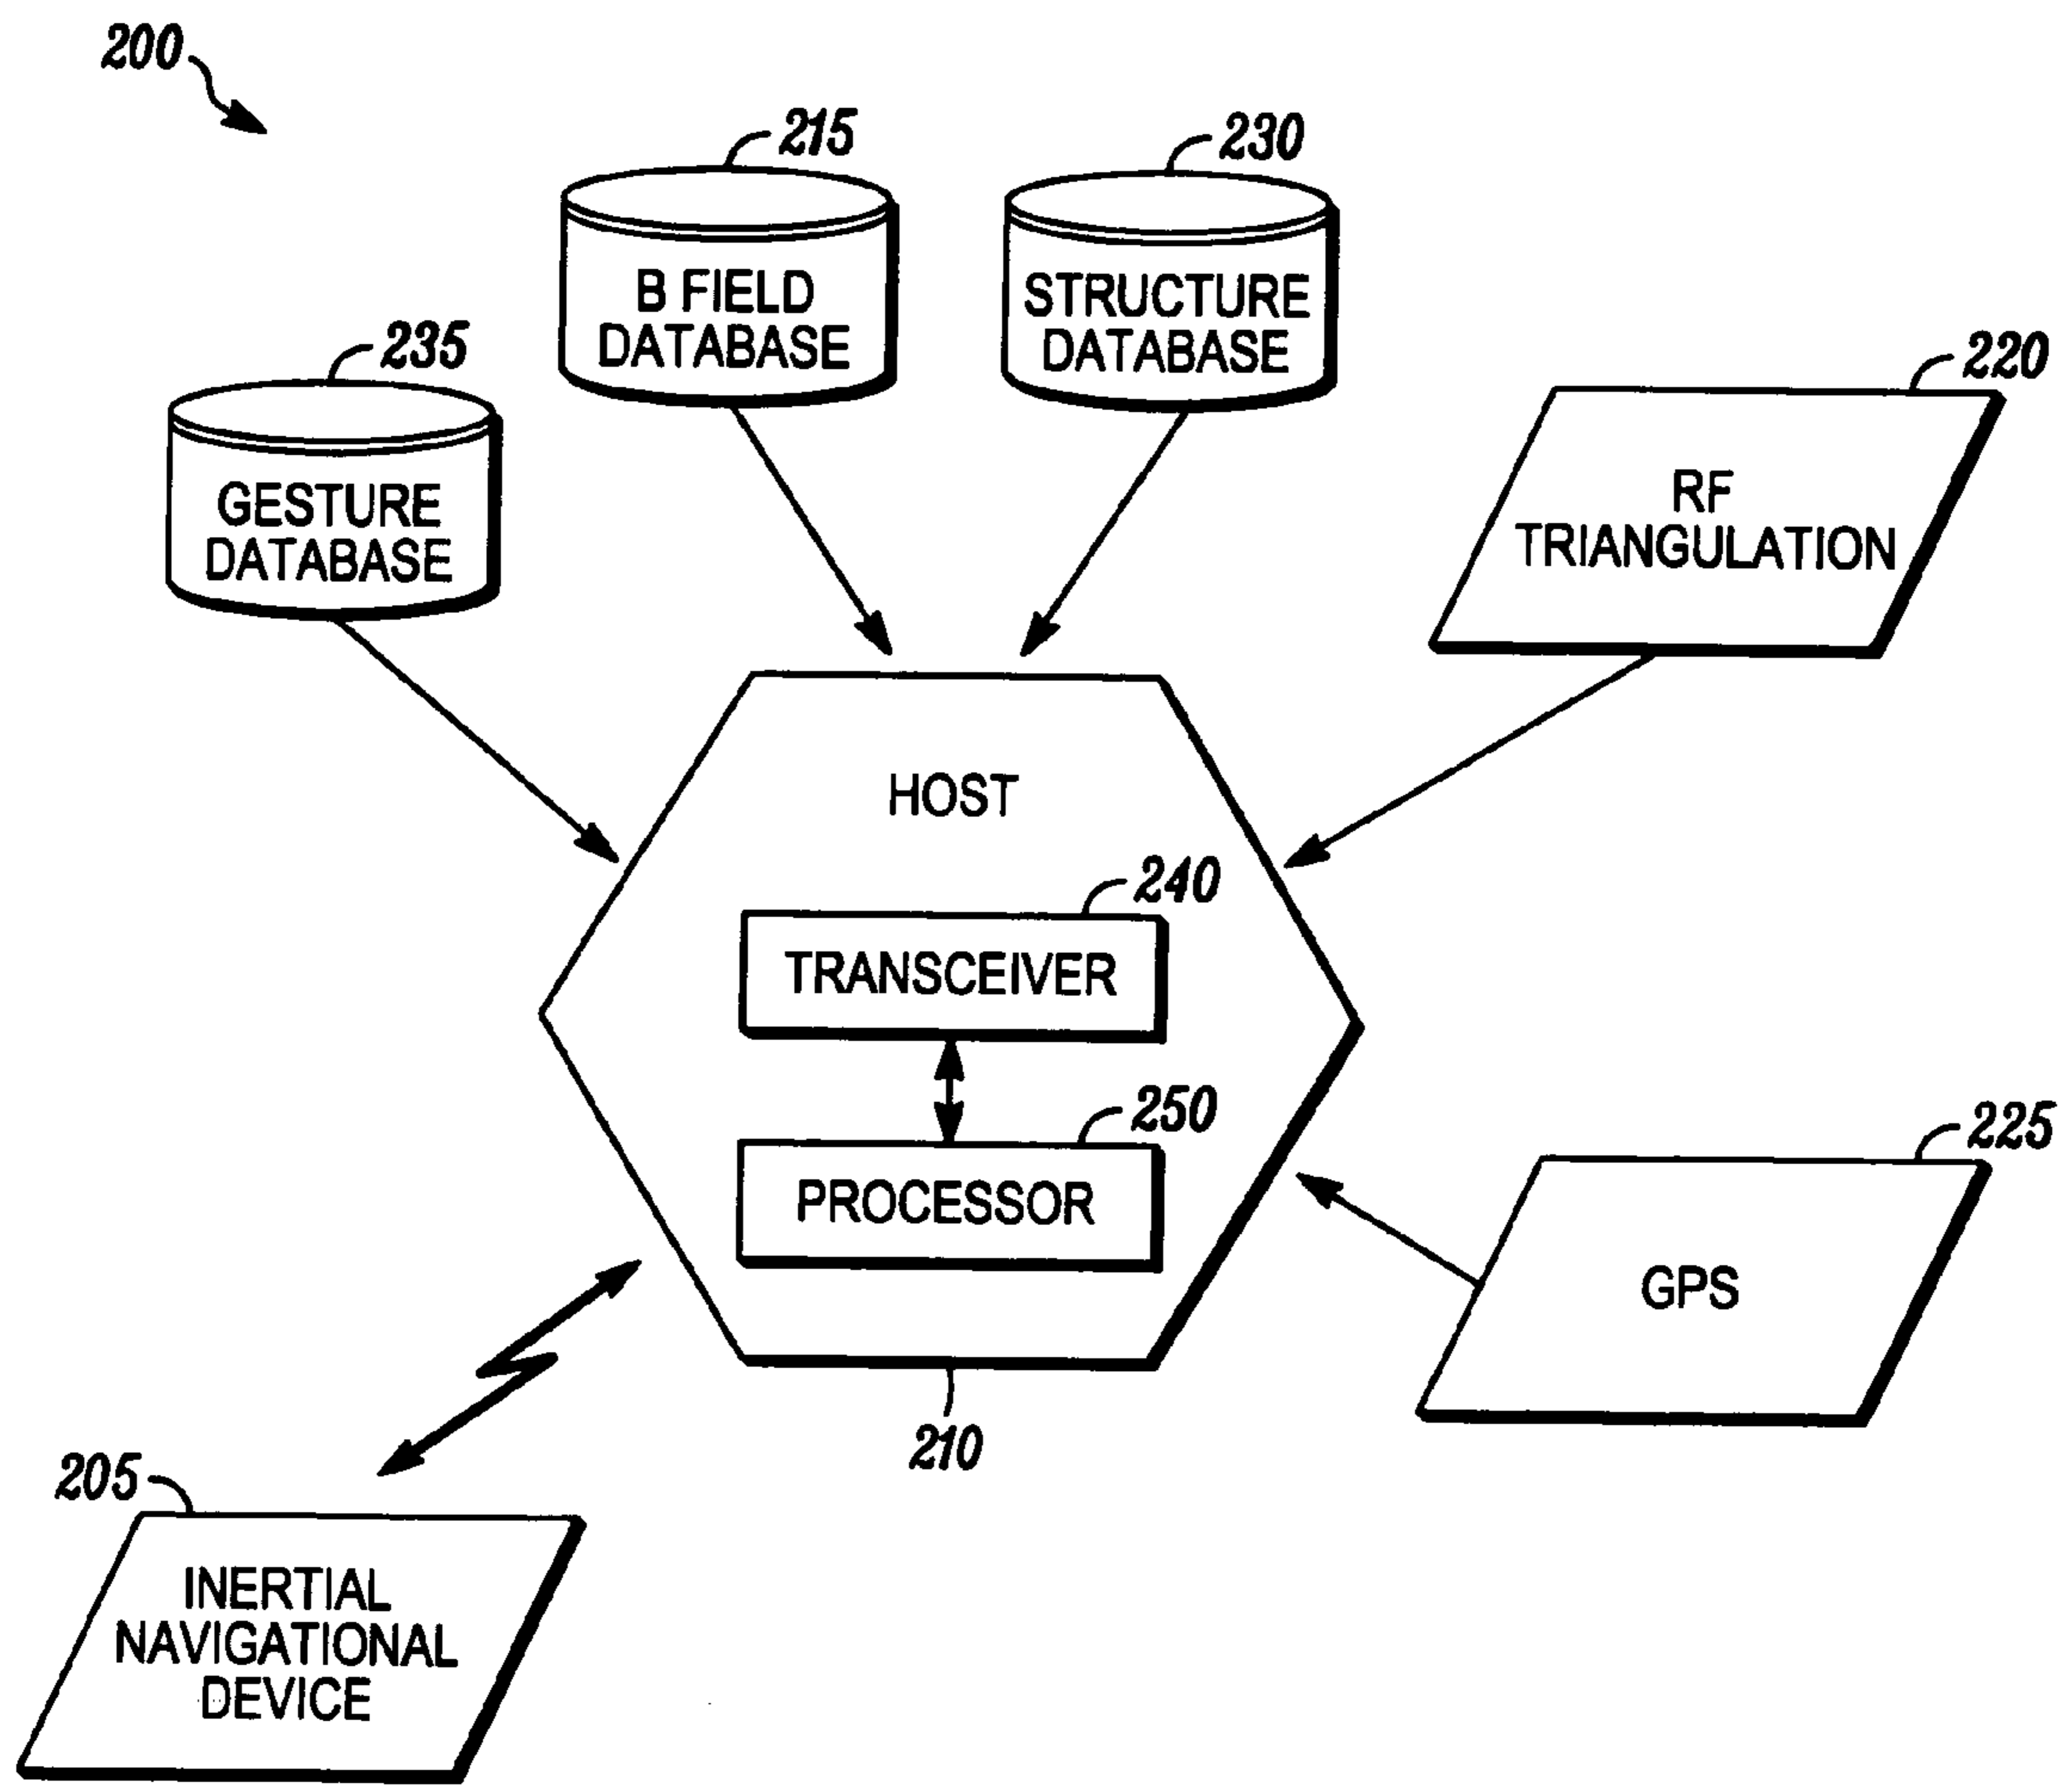 200
215
230
B FIELD
DATABASE
STRUCTURE
DATABASE
235
GESTURE
DATABASE
220
RF
TRIANGULATION
HOST
240
TRANSCEIVER
250
PROCESSOR
225
GPS
210
205
INERTIAL
NAVIGATIONAL
DEVICE